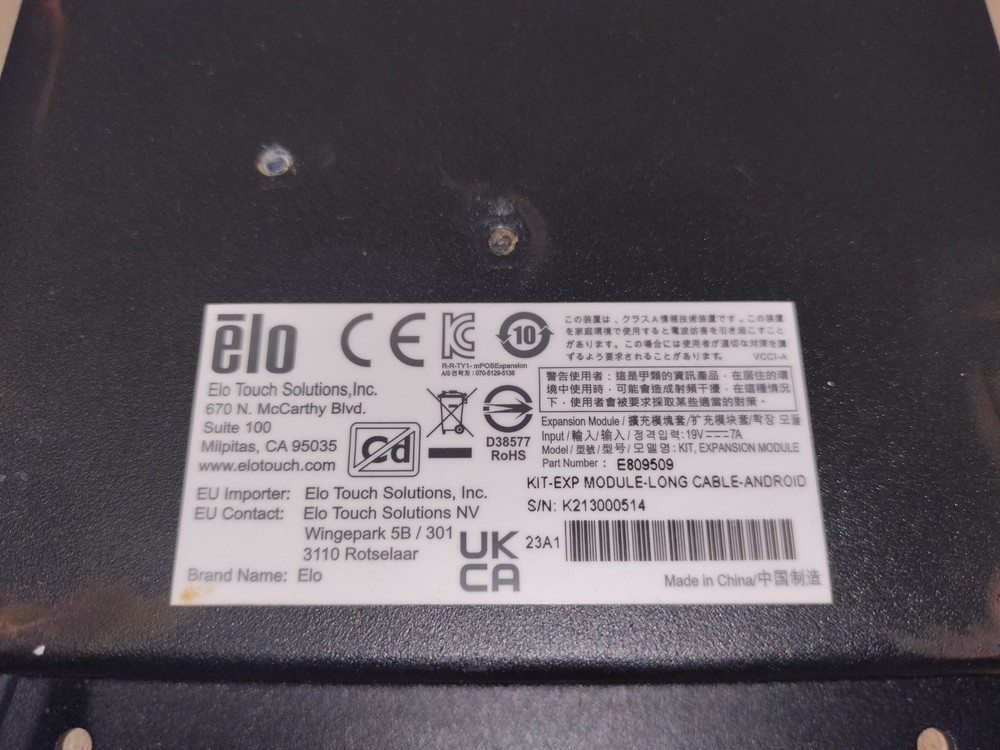 ēlo
CE
10
R-R-TY1- mPOSExpansion
A/S 연락처 : 070-5129-5138
この装置は、クラスA情報技術装置です。この装置
を家庭環境で使用すると電波妨害を引き起こすこと
があります。この場合には使用者が適切な対策を講
ずるよう要求されることがあります。
VCCI-A
Elo Touch Solutions,Inc.
670 N. McCarthy Blvd.
Suite 100
Milpitas, CA 95035
www.elotouch.com
Cd
D38577
RoHS
警告使用者：這是甲類的資訊產品，在居住的環
境中使用時，可能會造成射頻干擾，在這種情況
下，使用者會被要求採取某些適當的對策。
Expansion Module / 擴充模塊套/扩充模块套/확장 모듈
Input / 輸入/输入 / 정격입력:19V⎓7A
Model / 型號/型号/ 모델명 : KIT, EXPANSION MODULE
Part Number : E809509
KIT-EXP MODULE-LONG CABLE-ANDROID
S/N: K213000514
EU Importer: Elo Touch Solutions, Inc.
EU Contact: Elo Touch Solutions NV
Wingepark 5B / 301
3110 Rotselaar
Brand Name: Elo
UK
CA
23A1
Made in China/中国制造